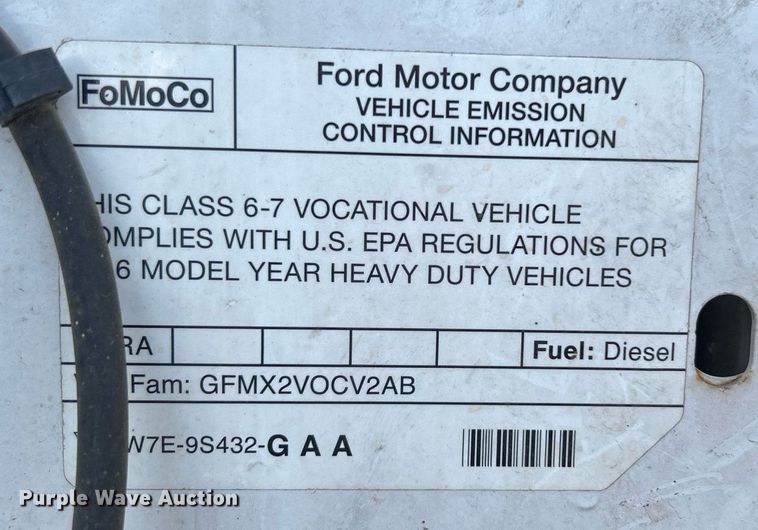 FoMoCo
Ford Motor Company
VEHICLE EMISSION
CONTROL INFORMATION
HIS CLASS 6-7 VOCATIONAL VEHICLE
OMPLIES WITH U.S. EPA REGULATIONS FOR
6 MODEL YEAR HEAVY DUTY VEHICLES
RA Fuel: Diesel
Fam: GFMX2VOCV2AB
W7E-9S432-GAA
Purple Wave Auction